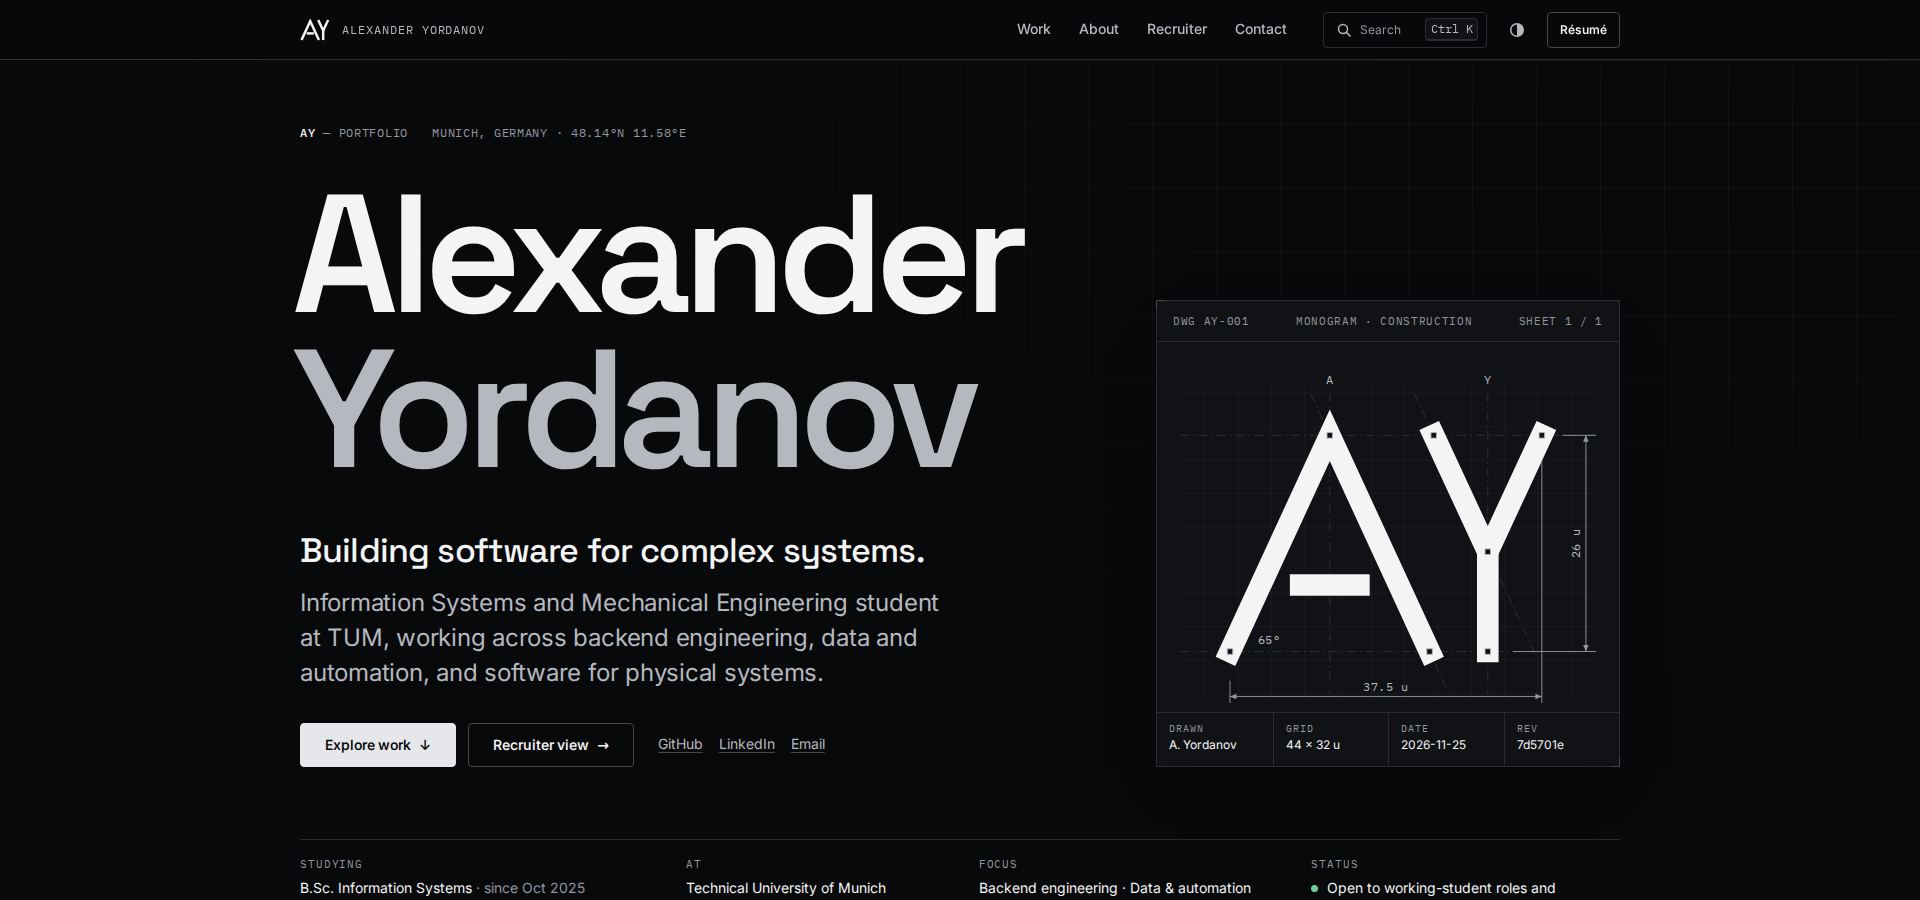 AY ALEXANDER YORDANOV
Work About Recruiter Contact Search Ctrl K Résumé
AY — PORTFOLIO MUNICH, GERMANY · 48.14°N 11.58°E
Alexander
Yordanov
Building software for complex systems.
Information Systems and Mechanical Engineering student
at TUM, working across backend engineering, data and
automation, and software for physical systems.
Explore work ↓ Recruiter view → GitHub LinkedIn Email
DWG AY-001 MONOGRAM · CONSTRUCTION SHEET 1 / 1
A Y
AY
26 u
65°
37.5 u
DRAWN GRID DATE REV
A. Yordanov 44 × 32 u 2026-11-25 7d5701e
STUDYING AT FOCUS STATUS
B.Sc. Information Systems · since Oct 2025 Technical University of Munich Backend engineering · Data & automation Open to working-student roles and